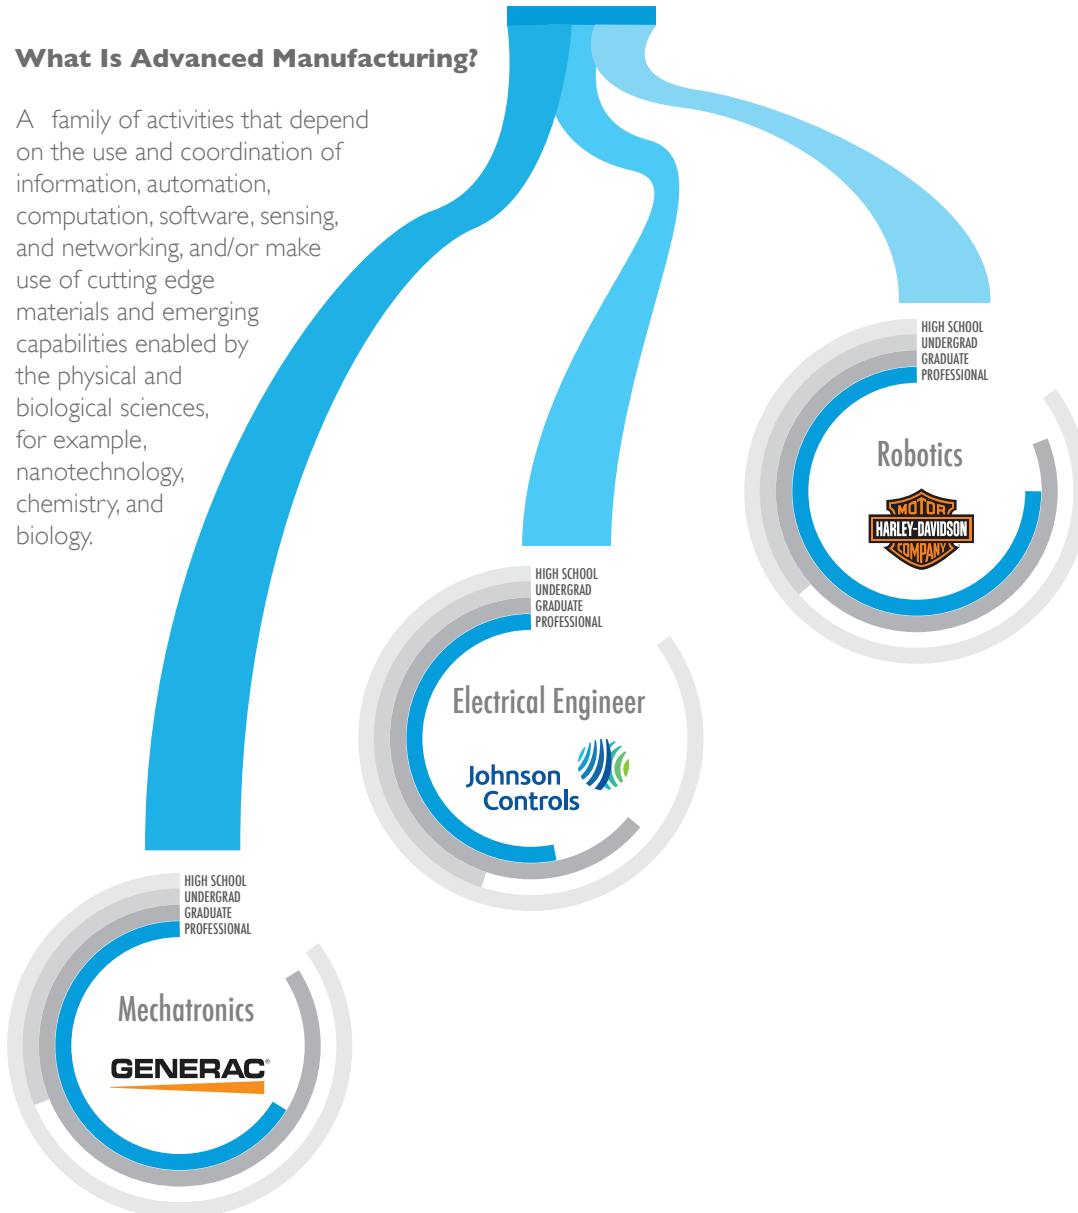 What Is Advanced Manufacturing?
A family of activities that depend
on the use and coordination of
information, automation,
computation, software, sensing,
and networking, and/or make
use of cutting edge
materials and emerging
capabilities enabled by
the physical and
biological sciences,
for example,
nanotechnology,
chemistry, and
biology.
HIGH SCHOOL
UNDERGRAD
GRADUATE
PROFESSIONAL
Robotics
MOTOR
HARLEY-DAVIDSON
COMPANY
HIGH SCHOOL
UNDERGRAD
GRADUATE
PROFESSIONAL
Electrical Engineer
Johnson
Controls
HIGH SCHOOL
UNDERGRAD
GRADUATE
PROFESSIONAL
Mechatronics
GENERAC®